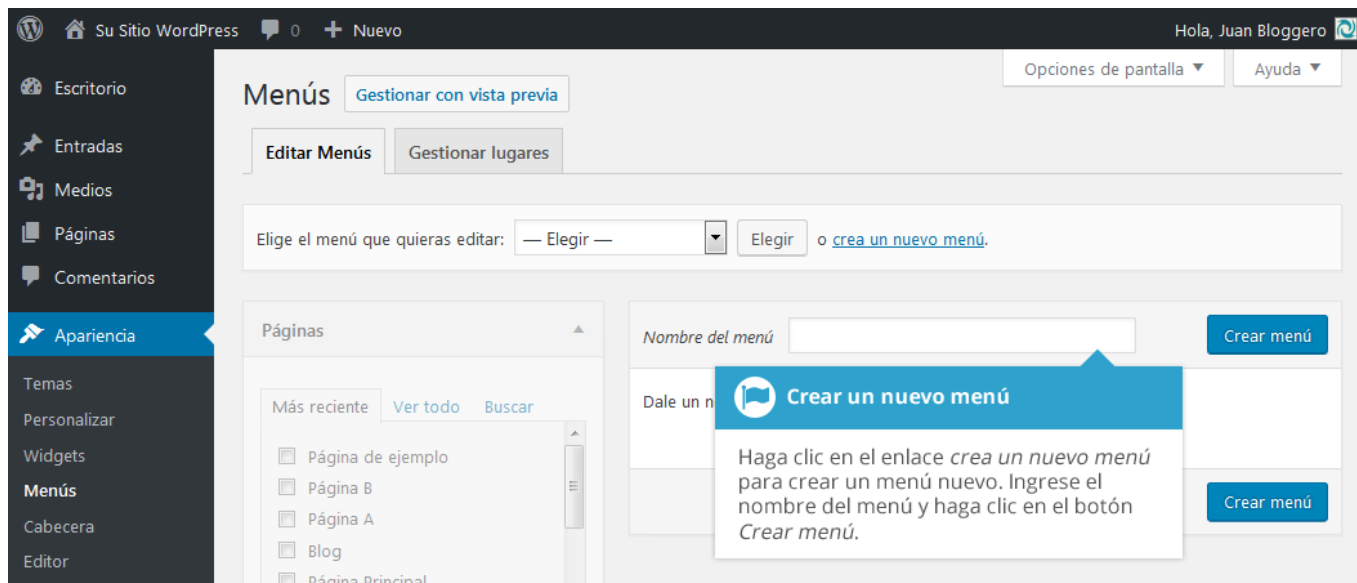 Su Sitio WordPress 0 + Nuevo Hola, Juan Bloggero
Opciones de pantalla ▼ Ayuda ▼
Escritorio
Menús Gestionar con vista previa
Entradas
Editar Menús Gestionar lugares
Medios
Páginas
Elige el menú que quieras editar: — Elegir — Elegir o crea un nuevo menú.
Comentarios
Apariencia
Páginas
Nombre del menú Crear menú
Temas
Personalizar
Widgets
Menús
Cabecera
Editor
Más reciente Ver todo Buscar
Página de ejemplo
Página B
Página A
Blog
Página Principal
Dale un n
Crear un nuevo menú
Haga clic en el enlace crea un nuevo menú
para crear un menú nuevo. Ingrese el
nombre del menú y haga clic en el botón
Crear menú.
Crear menú